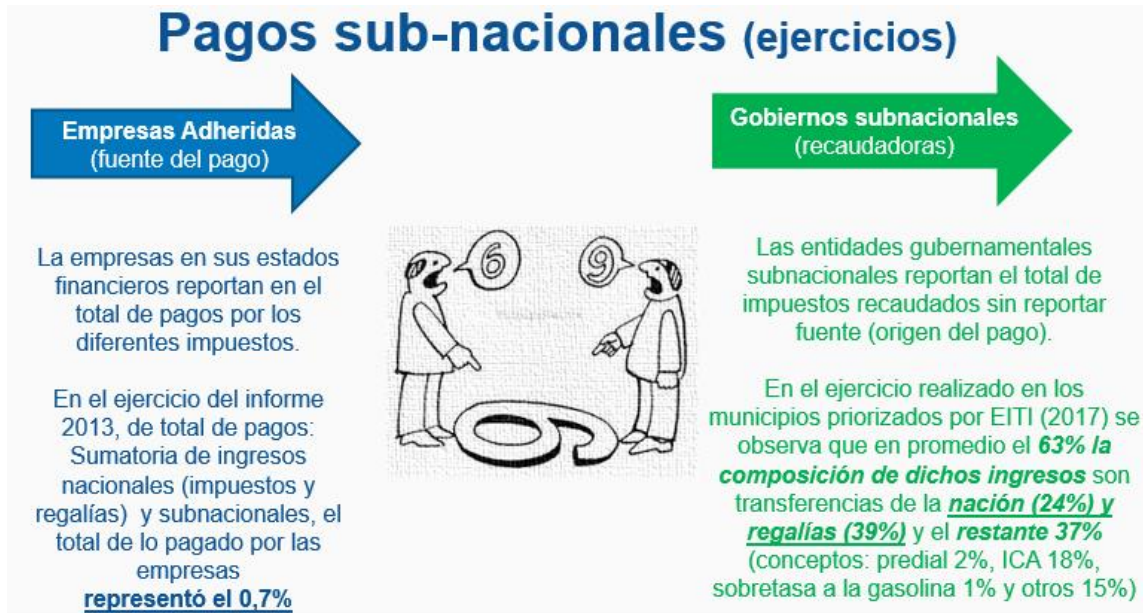 Pagos sub-nacionales (ejercicios)
Empresas Adheridas
(fuente del pago)
La empresas en sus estados
financieros reportan en el
total de pagos por los
diferentes impuestos.
En el ejercicio del informe
2013, de total de pagos:
Sumatoria de ingresos
nacionales (impuestos y
regalías) y subnacionales, el
total de lo pagado por las
empresas
representó el 0,7%
6
9
6
Gobiernos subnacionales
(recaudadoras)
Las entidades gubernamentales
subnacionales reportan el total de
impuestos recaudados sin reportar
fuente (origen del pago).
En el ejercicio realizado en los
municipios priorizados por EITI (2017) se
observa que en promedio el 63% la
composición de dichos ingresos son
transferencias de la nación (24%) y
regalías (39%) y el restante 37%
(conceptos: predial 2%, ICA 18%,
sobretasa a la gasolina 1% y otros 15%)